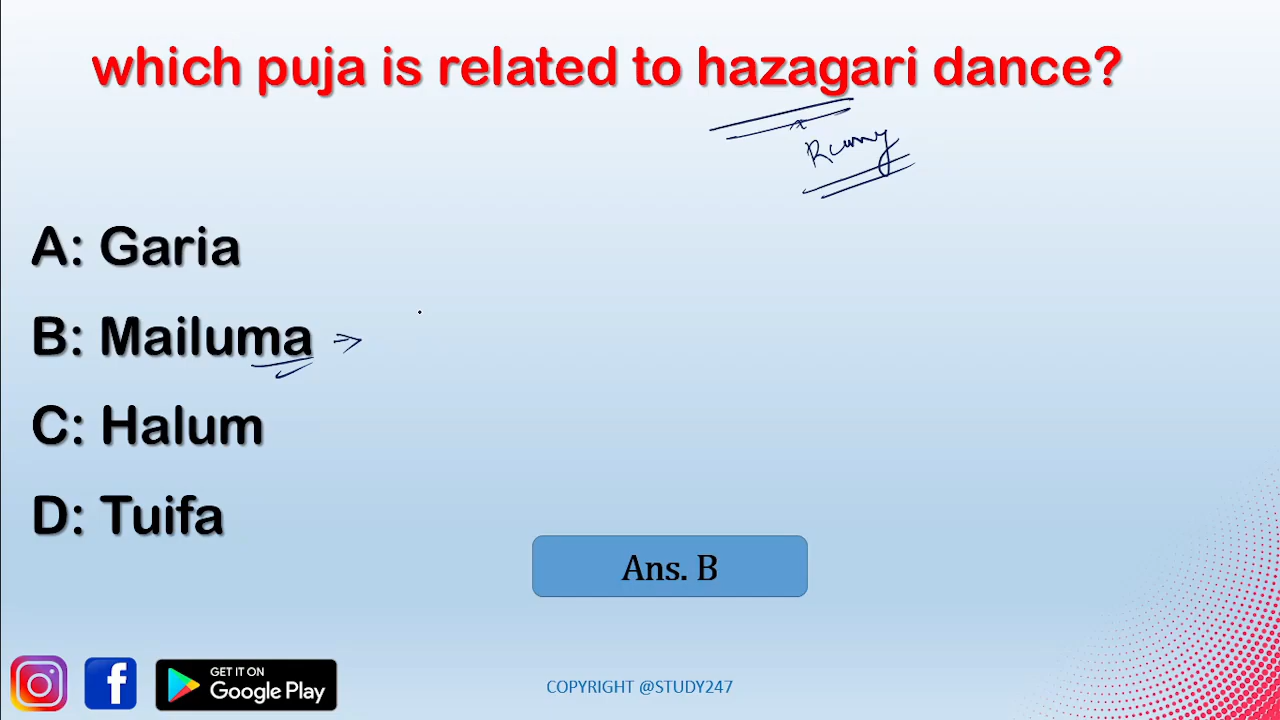 which puja is related to hazagari dance?
A: Garia
B: Mailuma
C: Halum
D: Tuifa
Ans. B
GET IT ON
Google Play
COPYRIGHT @STUDY247